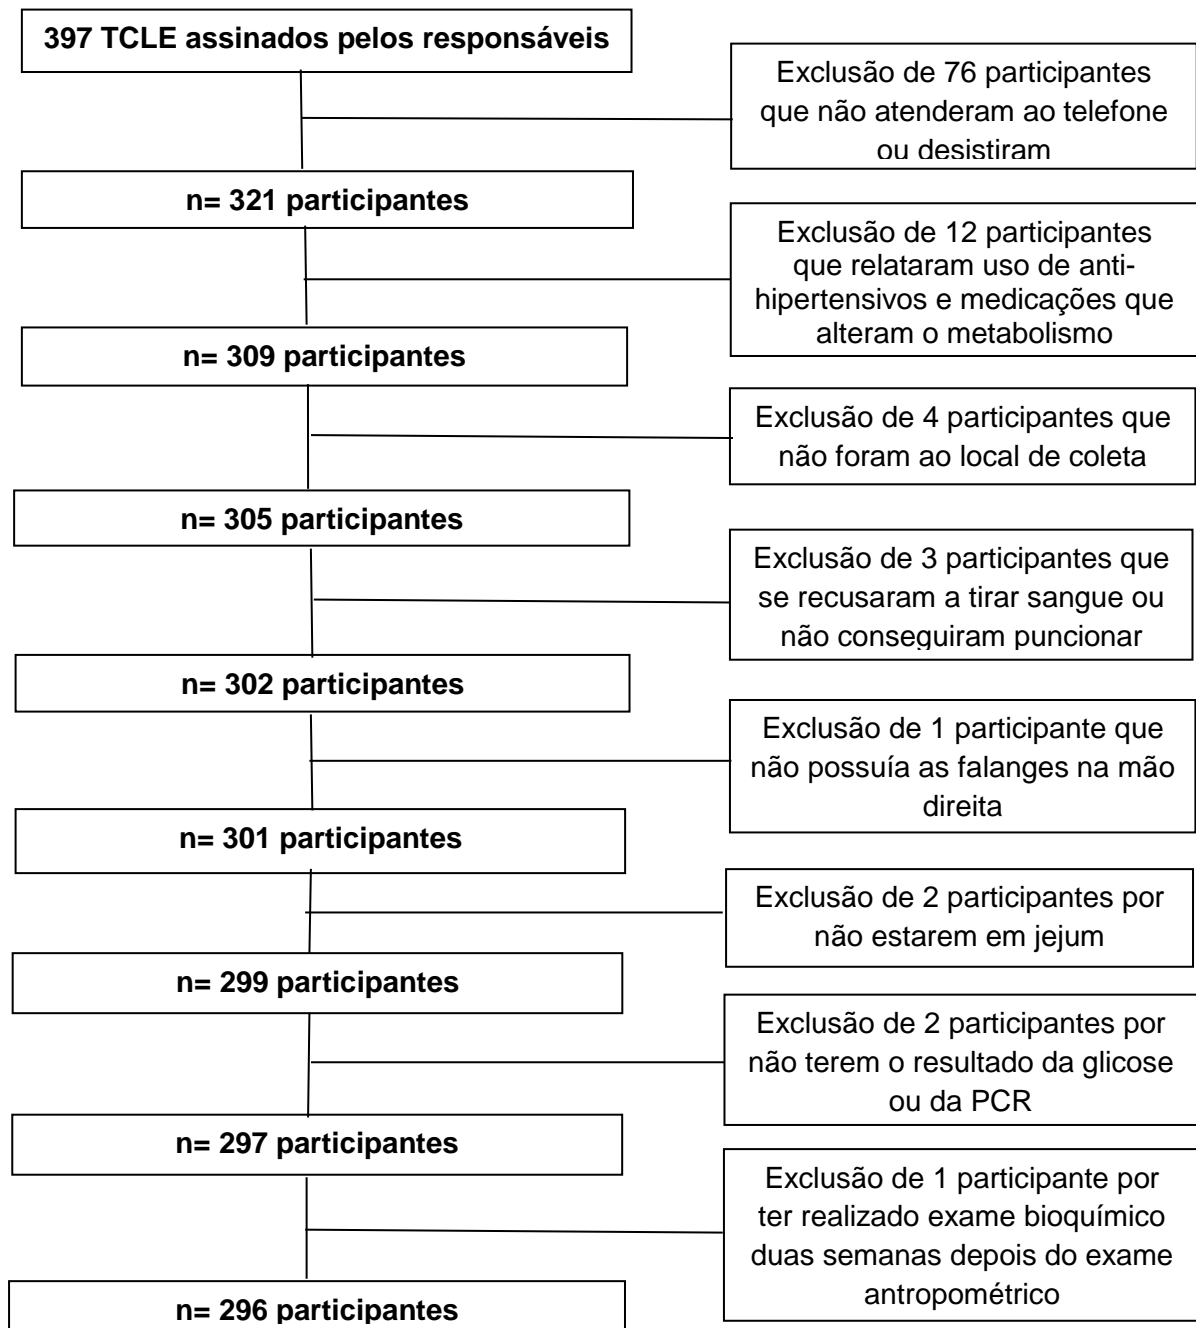 397 TCLE assinados pelos responsáveis
Exclusão de 76 participantes
que não atenderam ao telefone
ou desistiram
n= 321 participantes
Exclusão de 12 participantes
que relataram uso de anti-
hipertensivos e medicações que
alteram o metabolismo
n= 309 participantes
Exclusão de 4 participantes que
não foram ao local de coleta
n= 305 participantes
Exclusão de 3 participantes que
se recusaram a tirar sangue ou
não conseguiram puncionar
n= 302 participantes
Exclusão de 1 participante que
não possuía as falanges na mão
direita
n= 301 participantes
Exclusão de 2 participantes por
não estarem em jejum
n= 299 participantes
Exclusão de 2 participantes por
não terem o resultado da glicose
ou da PCR
n= 297 participantes
Exclusão de 1 participante por
ter realizado exame bioquímico
duas semanas depois do exame
antropométrico
n= 296 participantes